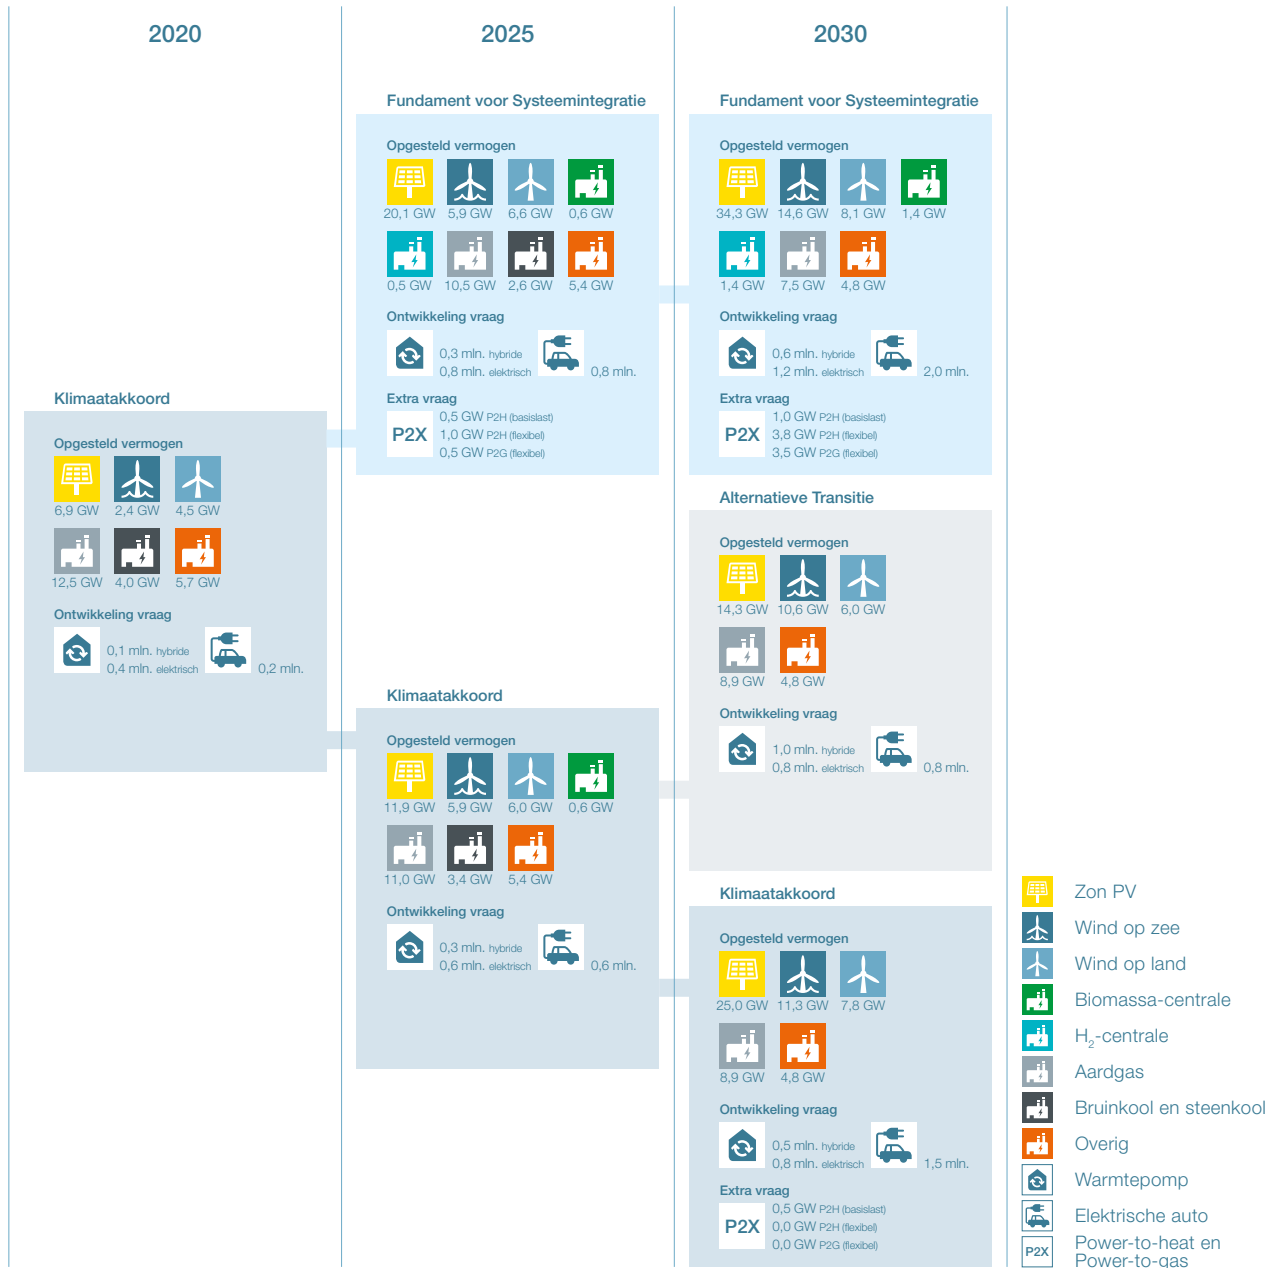 2020
2025
2030
Klimaatakkoord
Opgesteld vermogen
6,9 GW 2,4 GW 4,5 GW
12,5 GW 4,0 GW 5,7 GW
Ontwikkeling vraag
0,1 mln. hybride
0,4 mln. elektrisch 0,2 mln.
Fundament voor Systeemintegratie
Opgesteld vermogen
20,1 GW 5,9 GW 6,6 GW 0,6 GW
0,5 GW 10,5 GW 2,6 GW 5,4 GW
Ontwikkeling vraag
0,3 mln. hybride
0,8 mln. elektrisch 0,8 mln.
Extra vraag
P2X
0,5 GW P2H (basislast)
1,0 GW P2H (flexibel)
0,5 GW P2G (flexibel)
Klimaatakkoord
Opgesteld vermogen
11,9 GW 5,9 GW 6,0 GW 0,6 GW
11,0 GW 3,4 GW 5,4 GW
Ontwikkeling vraag
0,3 mln. hybride
0,6 mln. elektrisch 0,6 mln.
Fundament voor Systeemintegratie
Opgesteld vermogen
34,3 GW 14,6 GW 8,1 GW 1,4 GW
1,4 GW 7,5 GW 4,8 GW
Ontwikkeling vraag
0,6 mln. hybride
1,2 mln. elektrisch 2,0 mln.
Extra vraag
P2X
1,0 GW P2H (basislast)
3,8 GW P2H (flexibel)
3,5 GW P2G (flexibel)
Alternatieve Transitie
Opgesteld vermogen
14,3 GW 10,6 GW 6,0 GW
8,9 GW 4,8 GW
Ontwikkeling vraag
1,0 mln. hybride
0,8 mln. elektrisch 0,8 mln.
Klimaatakkoord
Opgesteld vermogen
25,0 GW 11,3 GW 7,8 GW
8,9 GW 4,8 GW
Ontwikkeling vraag
0,5 mln. hybride
0,8 mln. elektrisch 1,5 mln.
Extra vraag
P2X
0,5 GW P2H (basislast)
0,0 GW P2H (flexibel)
0,0 GW P2G (flexibel)
Zon PV
Wind op zee
Wind op land
Biomassa-centrale
H₂-centrale
Aardgas
Bruinkool en steenkool
Overig
Warmtepomp
Elektrische auto
P2X Power-to-heat en
Power-to-gas